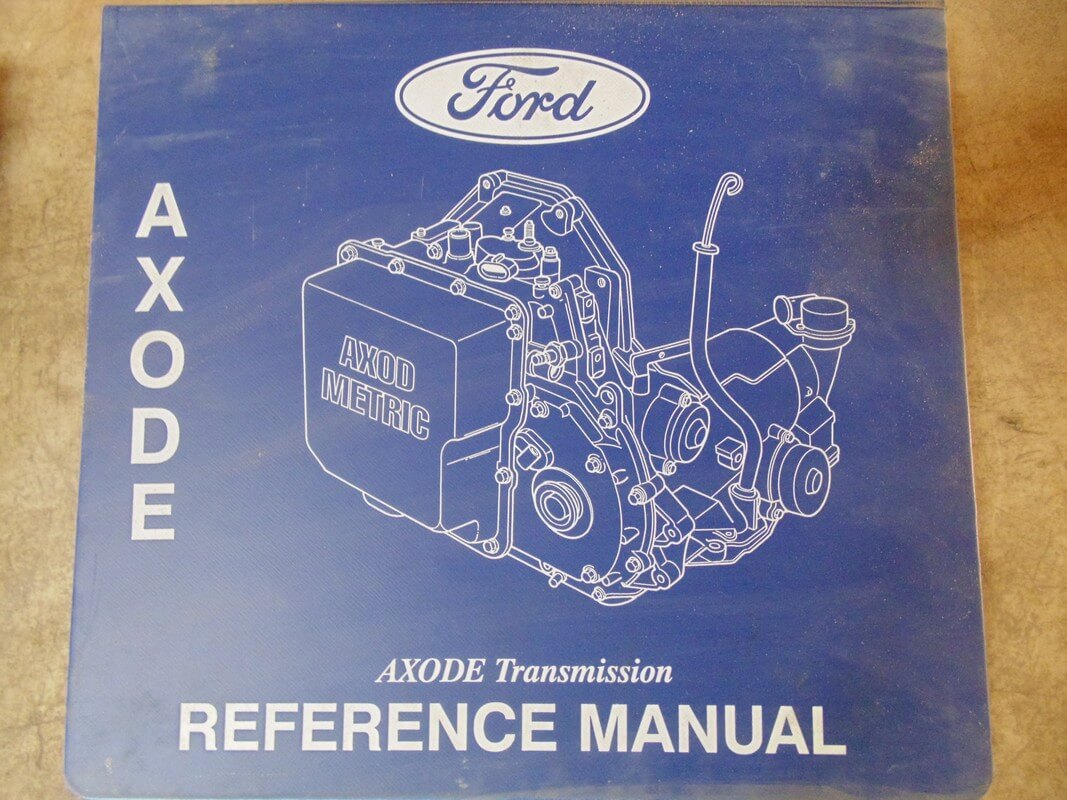 Ford
AXODE
AXOD
METRIC
AXODE Transmission
REFERENCE MANUAL